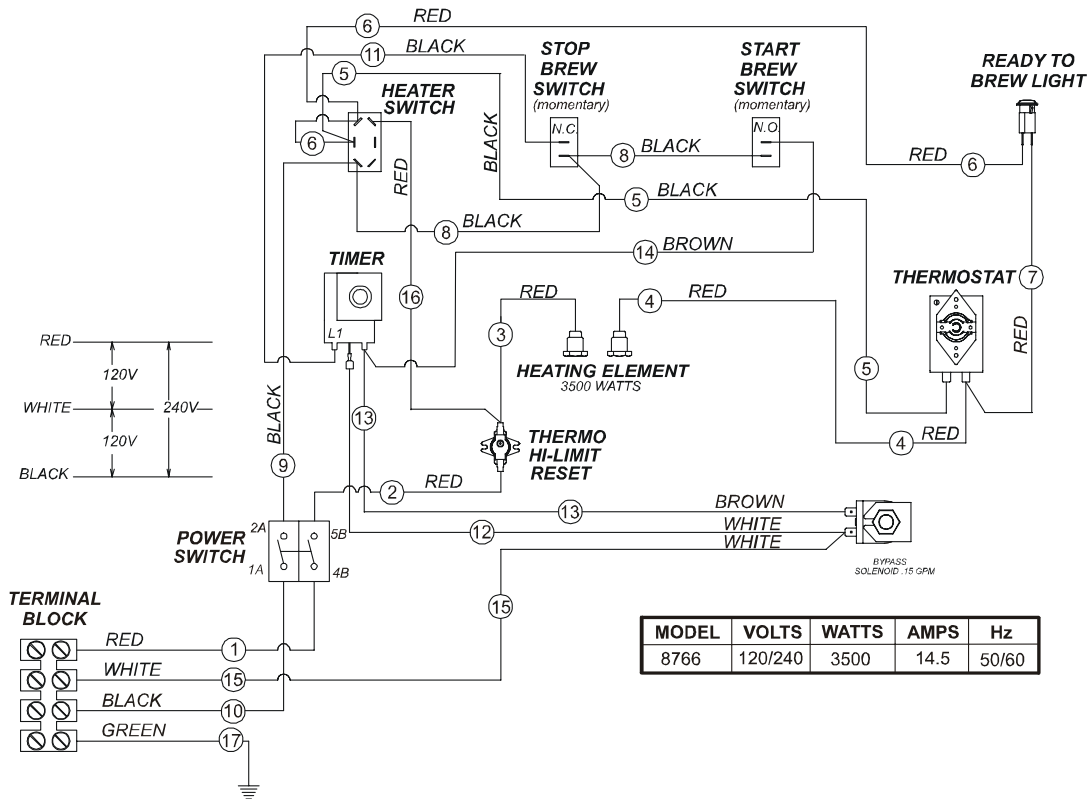 6
RED
11
BLACK
5
HEATER
SWITCH
STOP
BREW
SWITCH
(momentary)
START
BREW
SWITCH
(momentary)
READY TO
BREW LIGHT
N.C.
N.O.
6
RED
BLACK
8
BLACK
RED
6
5
BLACK
8
BLACK
14
BROWN
TIMER
L1
16
RED
3
4
RED
THERMOSTAT
7
RED
HEATING ELEMENT
3500 WATTS
5
RED
120V
WHITE
240V
120V
BLACK
BLACK
9
13
THERMO
HI-LIMIT
RESET
4
RED
2
RED
13
BROWN
12
WHITE
WHITE
BYPASS
SOLENOID .15 GPM
POWER
SWITCH
2A
5B
1A
4B
15
TERMINAL
BLOCK
RED
1
WHITE
15
BLACK
10
GREEN
17
MODEL VOLTS WATTS AMPS Hz
8766 120/240 3500 14.5 50/60